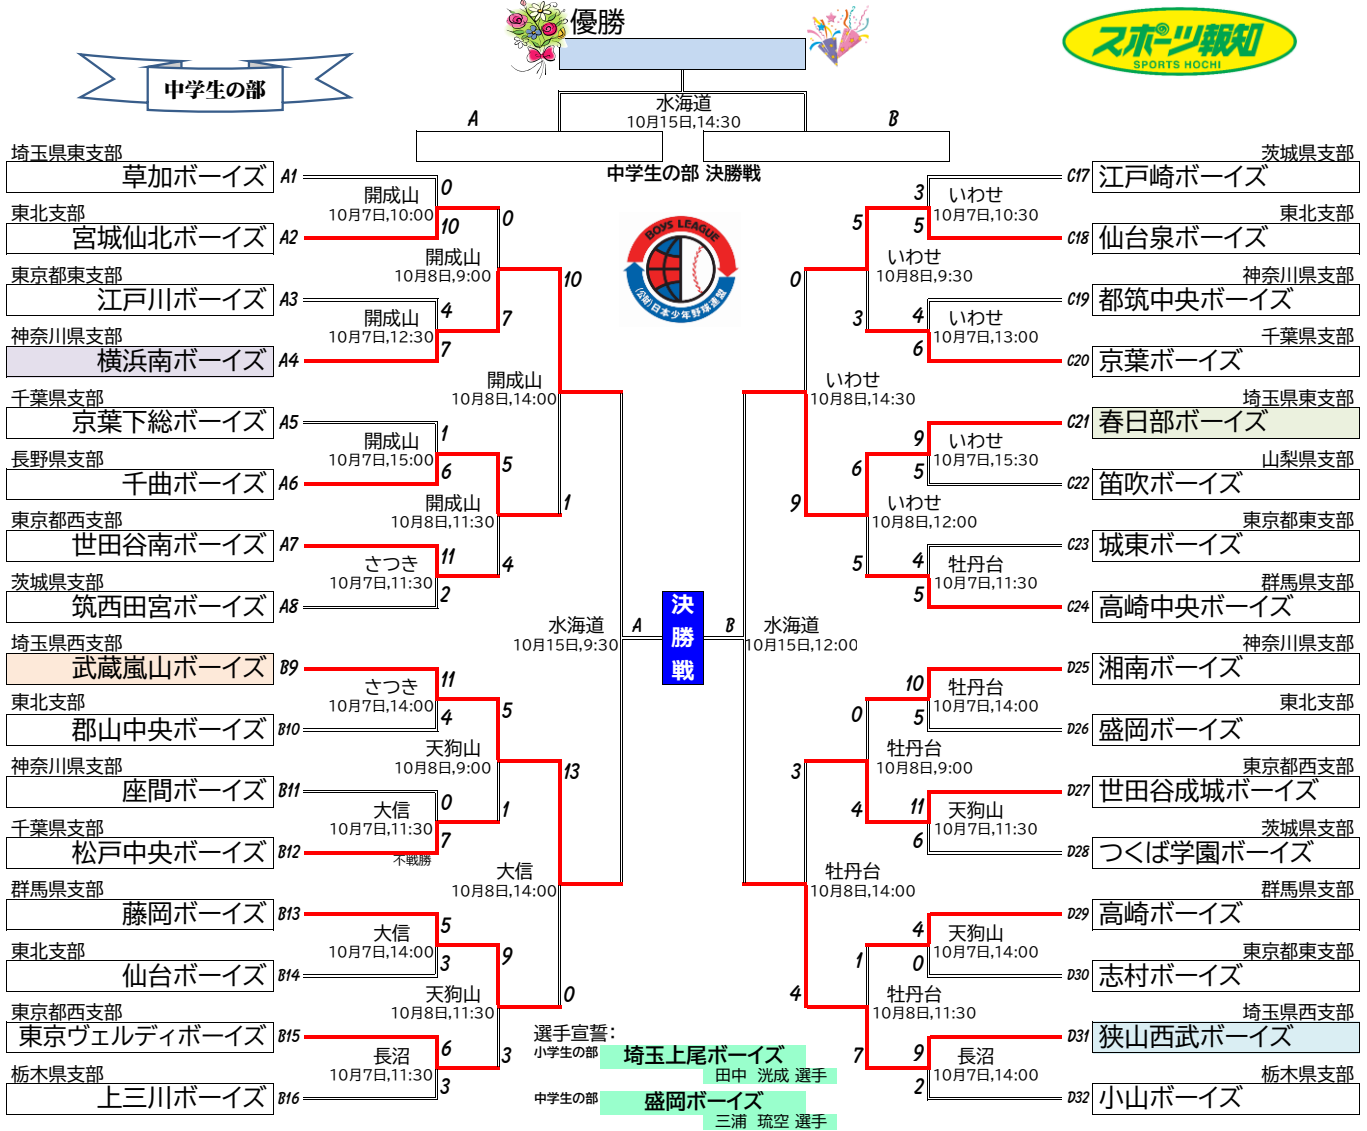 優勝
スポーツ報知
SPORTS HOCHI
中学生の部
水海道
10月15日,14:30
A
B
中学生の部 決勝戦
BOYS LEAGUE
(公財)日本少年野球連盟
埼玉県東支部
草加ボーイズ A1
0
開成山
10月7日,10:00
10
東北支部
宮城仙北ボーイズ A2
0
開成山
10月8日,9:00
10
東京都東支部
江戸川ボーイズ A3
4
開成山
10月7日,12:30
7
7
神奈川県支部
横浜南ボーイズ A4
開成山
10月8日,14:00
千葉県支部
京葉下総ボーイズ A5
1
開成山
10月7日,15:00
6
5
長野県支部
千曲ボーイズ A6
開成山
10月8日,11:30
1
東京都西支部
世田谷南ボーイズ A7
11
さつき
10月7日,11:30
2
4
茨城県支部
筑西田宮ボーイズ A8
水海道
10月15日,9:30
A
決
勝
戦
B
水海道
10月15日,12:00
埼玉県西支部
武蔵嵐山ボーイズ B9
11
さつき
10月7日,14:00
4
5
東北支部
郡山中央ボーイズ B10
天狗山
10月8日,9:00
13
神奈川県支部
座間ボーイズ B11
0
大信
10月7日,11:30
7
1
千葉県支部
松戸中央ボーイズ B12
不戦勝
大信
10月8日,14:00
群馬県支部
藤岡ボーイズ B13
5
大信
10月7日,14:00
3
9
東北支部
仙台ボーイズ B14
天狗山
10月8日,11:30
0
東京都西支部
東京ヴェルディボーイズ B15
6
長沼
10月7日,11:30
3
3
栃木県支部
上三川ボーイズ B16
茨城県支部
C17 江戸崎ボーイズ
3
いわせ
10月7日,10:30
5
5
東北支部
C18 仙台泉ボーイズ
いわせ
10月8日,9:30
0
神奈川県支部
C19 都筑中央ボーイズ
4
いわせ
10月7日,13:00
3
6
千葉県支部
C20 京葉ボーイズ
いわせ
10月8日,14:30
埼玉県東支部
C21 春日部ボーイズ
9
いわせ
10月7日,15:30
6
5
山梨県支部
C22 笛吹ボーイズ
いわせ
10月8日,12:00
9
東京都東支部
C23 城東ボーイズ
4
牡丹台
10月7日,11:30
5
5
群馬県支部
C24 高崎中央ボーイズ
神奈川県支部
D25 湘南ボーイズ
10
牡丹台
10月7日,14:00
0
5
東北支部
D26 盛岡ボーイズ
牡丹台
10月8日,9:00
3
東京都西支部
D27 世田谷成城ボーイズ
11
天狗山
10月7日,11:30
4
6
茨城県支部
D28 つくば学園ボーイズ
牡丹台
10月8日,14:00
群馬県支部
D29 高崎ボーイズ
4
天狗山
10月7日,14:00
1
0
東京都東支部
D30 志村ボーイズ
牡丹台
10月8日,11:30
4
埼玉県西支部
D31 狭山西武ボーイズ
9
長沼
10月7日,14:00
7
2
栃木県支部
D32 小山ボーイズ
選手宣誓：
小学生の部 埼玉上尾ボーイズ
田中 洸成 選手
中学生の部 盛岡ボーイズ
三浦 琉空 選手